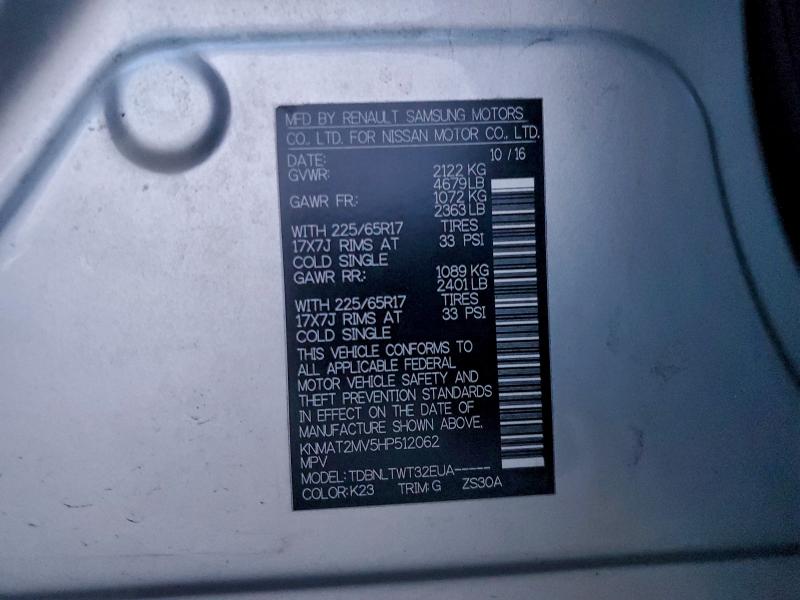 MFD BY RENAULT SAMSUNG MOTORS
CO., LTD. FOR NISSAN MOTOR CO., LTD.
DATE: 10 / 16
GVWR: 2122 KG
4679 LB
GAWR FR: 1072 KG
2363 LB
WITH 225/65R17 TIRES
17X7J RIMS AT 33 PSI
COLD SINGLE
GAWR RR: 1089 KG
2401 LB
WITH 225/65R17 TIRES
17X7J RIMS AT 33 PSI
COLD SINGLE
THIS VEHICLE CONFORMS TO
ALL APPLICABLE FEDERAL
MOTOR VEHICLE SAFETY AND
THEFT PREVENTION STANDARDS
IN EFFECT ON THE DATE OF
MANUFACTURE SHOWN ABOVE.
KNMAT2MV5HP512062
MPV
MODEL: TDBNLTWT32EUA------
COLOR: K23 TRIM: G ZS30A